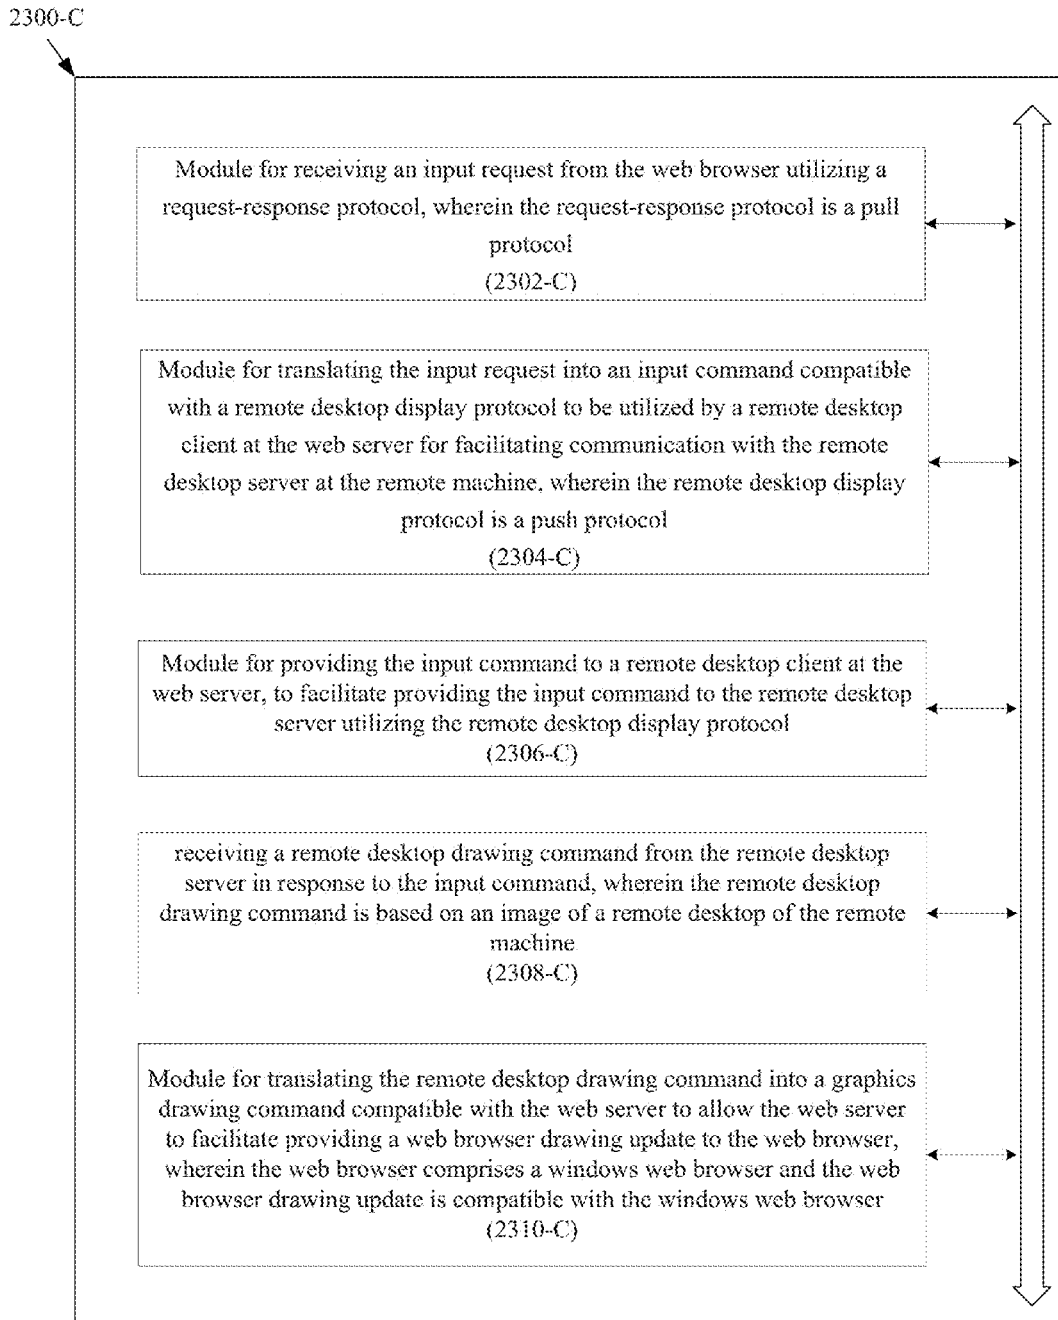 2300-C
Module for receiving an input request from the web browser utilizing a
request-response protocol, wherein the request-response protocol is a pull
protocol
(2302-C)
Module for translating the input request into an input command compatible
with a remote desktop display protocol to be utilized by a remote desktop
client at the web server for facilitating communication with the remote
desktop server at the remote machine, wherein the remote desktop display
protocol is a push protocol
(2304-C)
Module for providing the input command to a remote desktop client at the
web server, to facilitate providing the input command to the remote desktop
server utilizing the remote desktop display protocol
(2306-C)
receiving a remote desktop drawing command from the remote desktop
server in response to the input command, wherein the remote desktop
drawing command is based on an image of a remote desktop of the remote
machine
(2308-C)
Module for translating the remote desktop drawing command into a graphics
drawing command compatible with the web server to allow the web server
to facilitate providing a web browser drawing update to the web browser,
wherein the web browser comprises a windows web browser and the web
browser drawing update is compatible with the windows web browser
(2310-C)